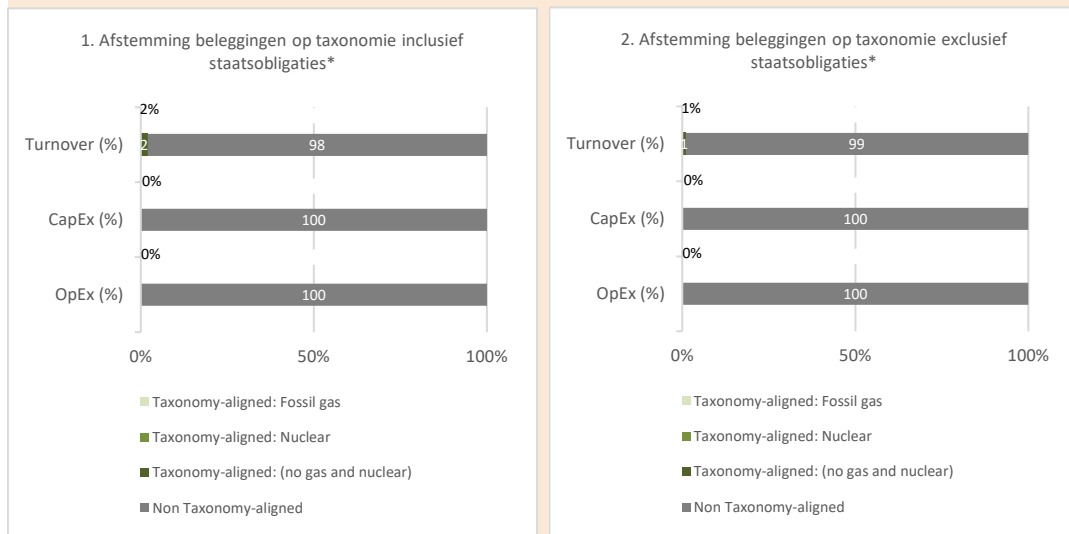 1. Afstemming beleggingen op taxonomie inclusief
staatsobligaties*
2%
Turnover (%)
2
98
0%
CapEx (%)
100
0%
OpEx (%)
100
0%
50%
100%
Taxonomy-aligned: Fossil gas
Taxonomy-aligned: Nuclear
Taxonomy-aligned: (no gas and nuclear)
Non Taxonomy-aligned
2. Afstemming beleggingen op taxonomie exclusief
staatsobligaties*
1%
Turnover (%)
1
99
0%
CapEx (%)
100
0%
OpEx (%)
100
0%
50%
100%
Taxonomy-aligned: Fossil gas
Taxonomy-aligned: Nuclear
Taxonomy-aligned: (no gas and nuclear)
Non Taxonomy-aligned